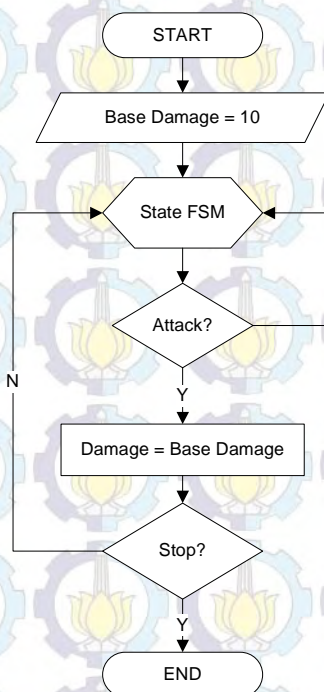 START
Base Damage = 10
State FSM
Attack?
N
Y
Damage = Base Damage
Stop?
Y
END